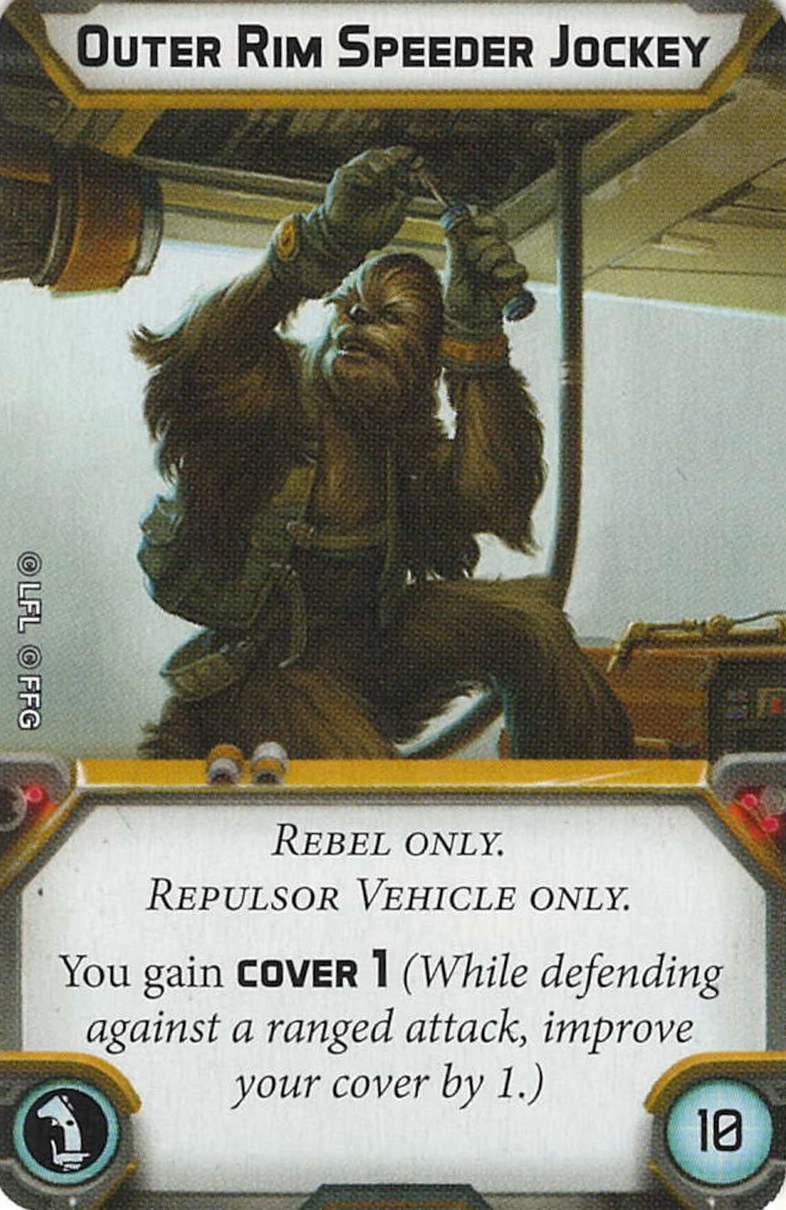 Outer Rim Speeder Jockey
©LFL ©FFG
Rebel only.
Repulsor Vehicle only.
You gain cover 1 (While defending
against a ranged attack, improve
your cover by 1.)
10